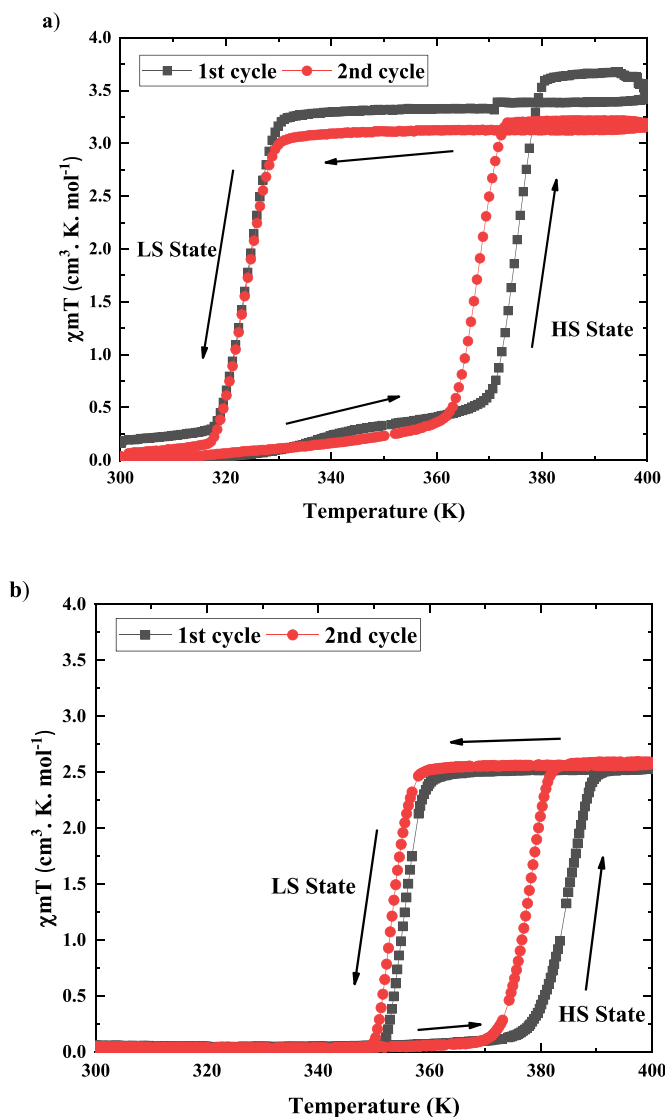 a)
4.0
3.5
3.0
2.5
2.0
1.5
1.0
0.5
0.0
χmT (cm³. K. mol⁻¹)
1st cycle 2nd cycle
LS State
HS State
300 320 340 360 380 400
Temperature (K)
b)
4.0
3.5
3.0
2.5
2.0
1.5
1.0
0.5
0.0
χmT (cm³. K. mol⁻¹)
1st cycle 2nd cycle
LS State
HS State
300 320 340 360 380 400
Temperature (K)